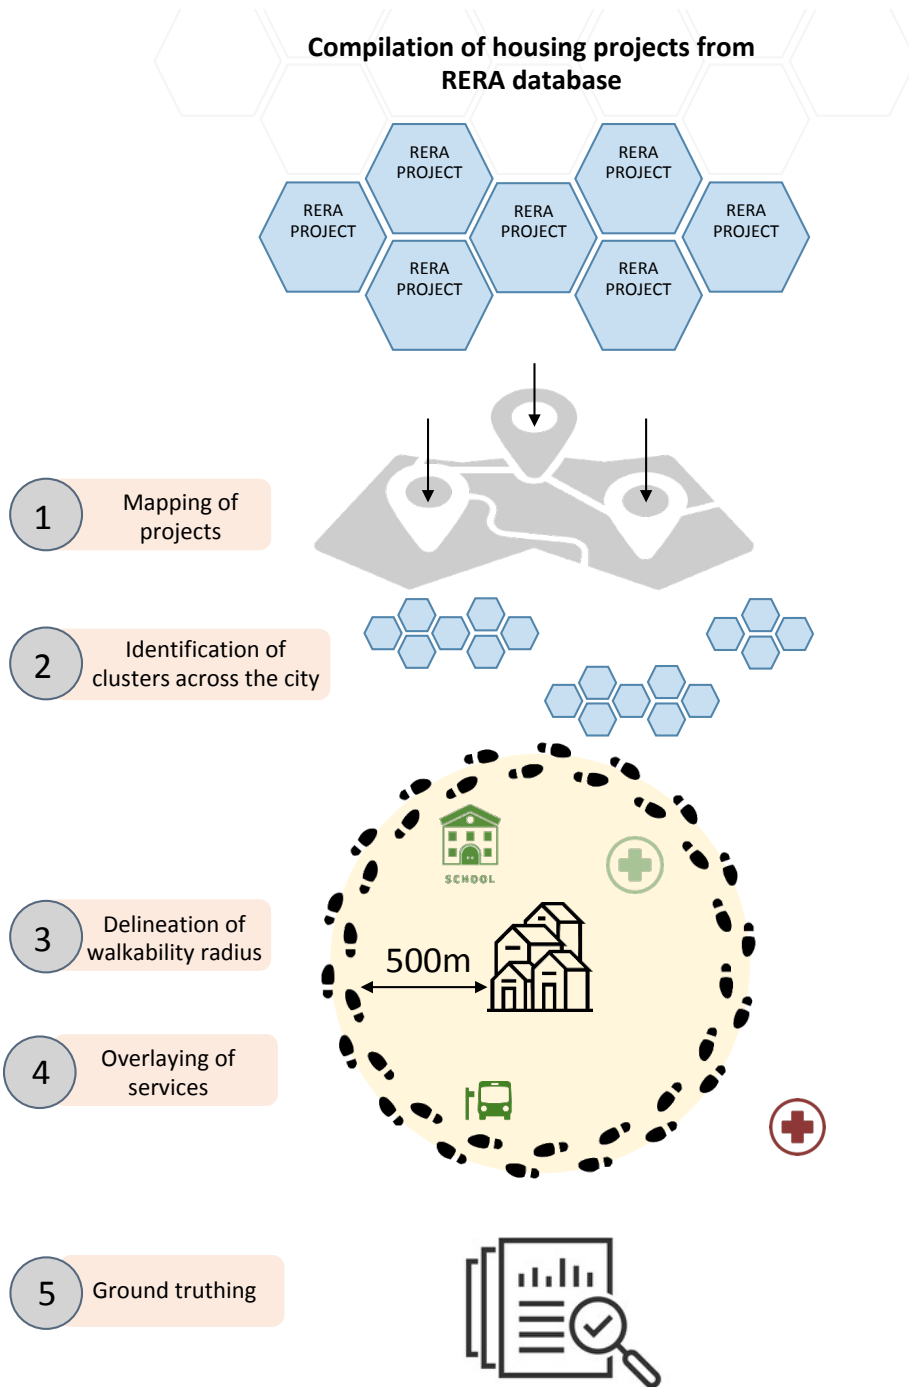 Compilation of housing projects from
RERA database
RERA
PROJECT
RERA
PROJECT
RERA
PROJECT
RERA
PROJECT
RERA
PROJECT
RERA
PROJECT
RERA
PROJECT
1
Mapping of
projects
2
Identification of
clusters across the city
SCHOOL
3
Delineation of
walkability radius
500m
4
Overlaying of
services
5
Ground truthing